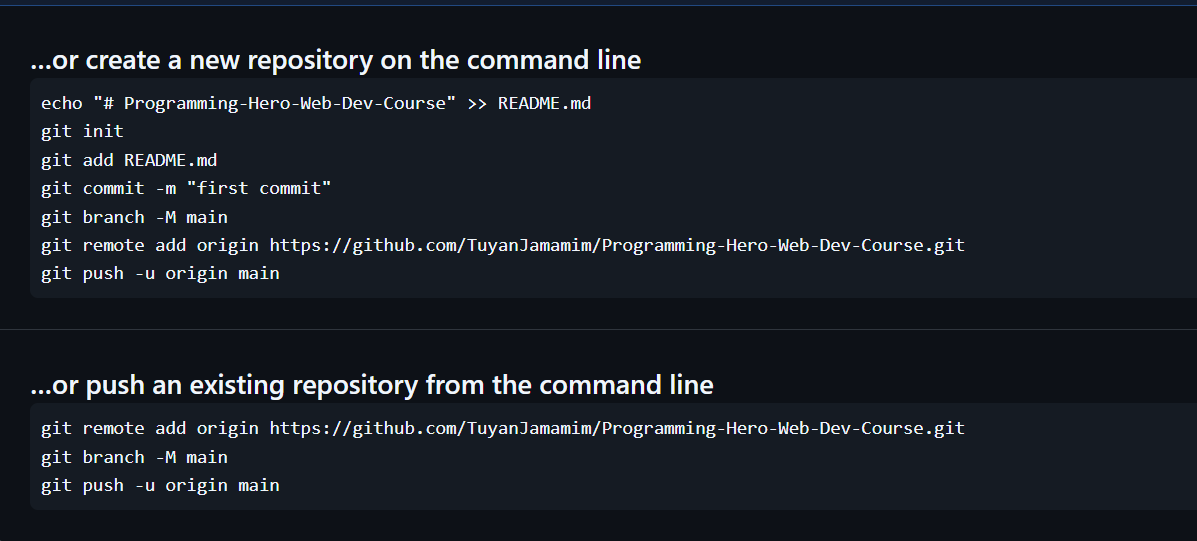 ...or create a new repository on the command line
echo "# Programming-Hero-Web-Dev-Course" >> README.md
git init
git add README.md
git commit -m "first commit"
git branch -M main
git remote add origin https://github.com/TuyanJamamim/Programming-Hero-Web-Dev-Course.git
git push -u origin main
...or push an existing repository from the command line
git remote add origin https://github.com/TuyanJamamim/Programming-Hero-Web-Dev-Course.git
git branch -M main
git push -u origin main